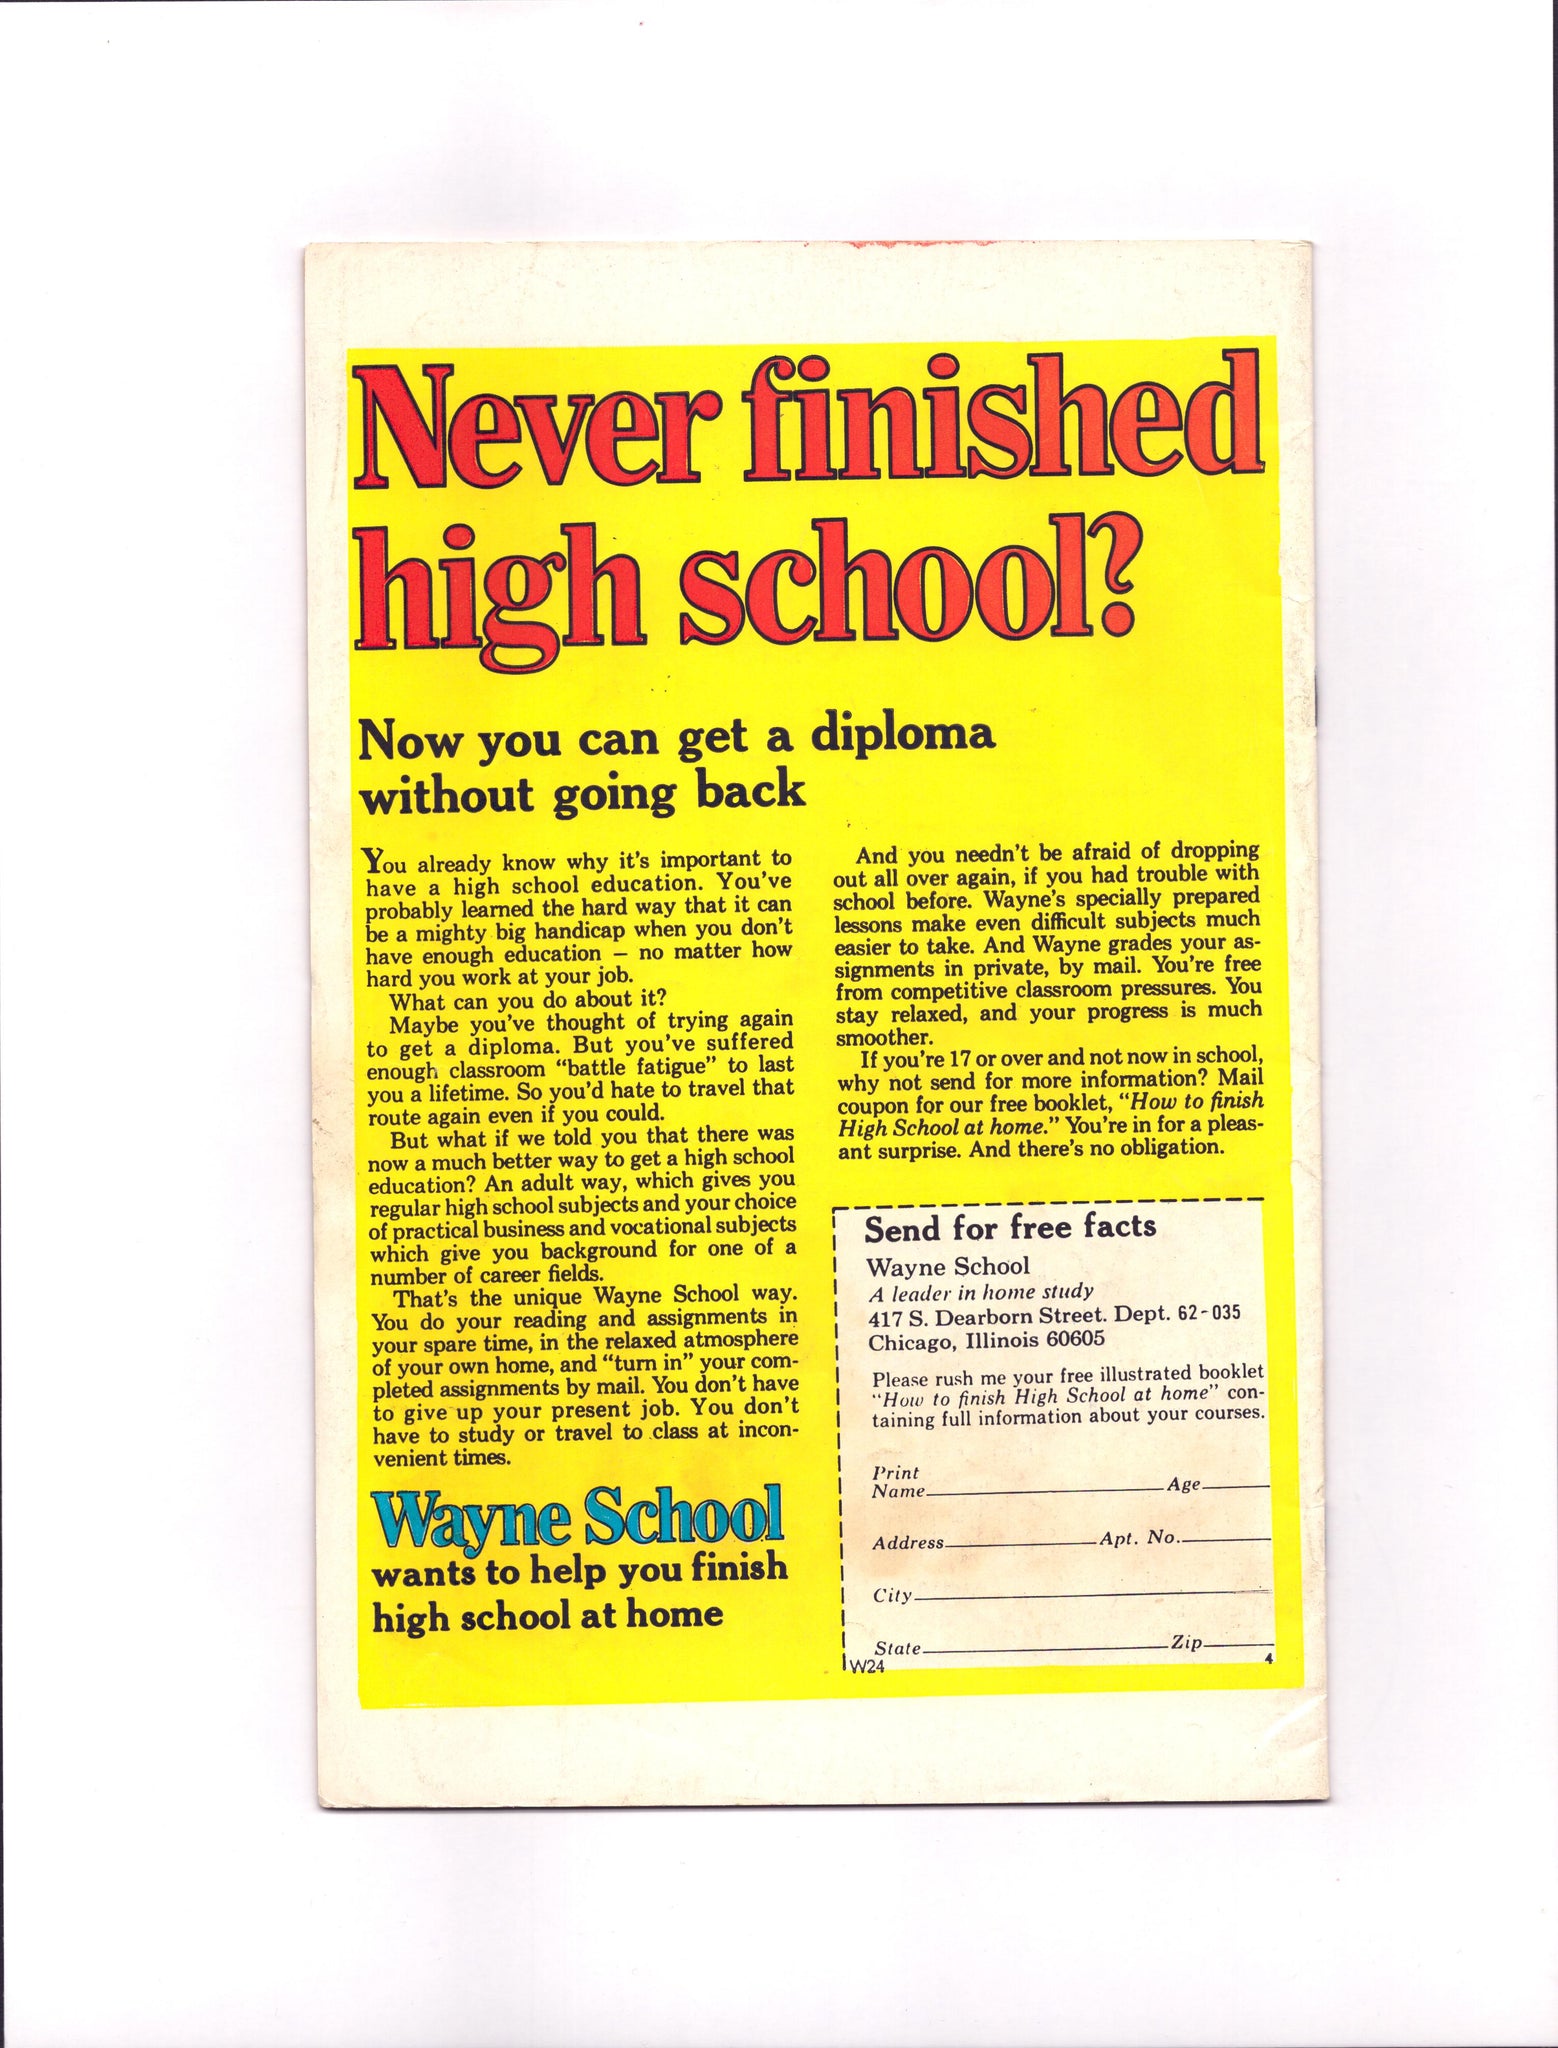 Never finished
high school?
Now you can get a diploma
without going back
You already know why it's important to
have a high school education. You've
probably learned the hard way that it can
be a mighty big handicap when you don't
have enough education – no matter how
hard you work at your job.
What can you do about it?
Maybe you've thought of trying again
to get a diploma. But you've suffered
enough classroom “battle fatigue” to last
you a lifetime. So you'd hate to travel that
route again even if you could.
But what if we told you that there was
now a much better way to get a high school
education? An adult way, which gives you
regular high school subjects and your choice
of practical business and vocational subjects
which give you background for one of a
number of career fields.
That's the unique Wayne School way.
You do your reading and assignments in
your spare time, in the relaxed atmosphere
of your own home, and “turn in” your com-
pleted assignments by mail. You don't have
to give up your present job. You don't
have to study or travel to class at incon-
venient times.
Wayne School
wants to help you finish
high school at home
And you needn't be afraid of dropping
out all over again, if you had trouble with
school before. Wayne's specially prepared
lessons make even difficult subjects much
easier to take. And Wayne grades your as-
signments in private, by mail. You're free
from competitive classroom pressures. You
stay relaxed, and your progress is much
smoother.
If you're 17 or over and not now in school,
why not send for more information? Mail
coupon for our free booklet, “How to finish
High School at home.” You're in for a pleas-
ant surprise. And there's no obligation.
Send for free facts
Wayne School
A leader in home study
417 S. Dearborn Street. Dept. 62-035
Chicago, Illinois 60605
Please rush me your free illustrated booklet
“How to finish High School at home” con-
taining full information about your courses.
Print
Name Age
Address Apt. No.
City
State Zip
W24 4